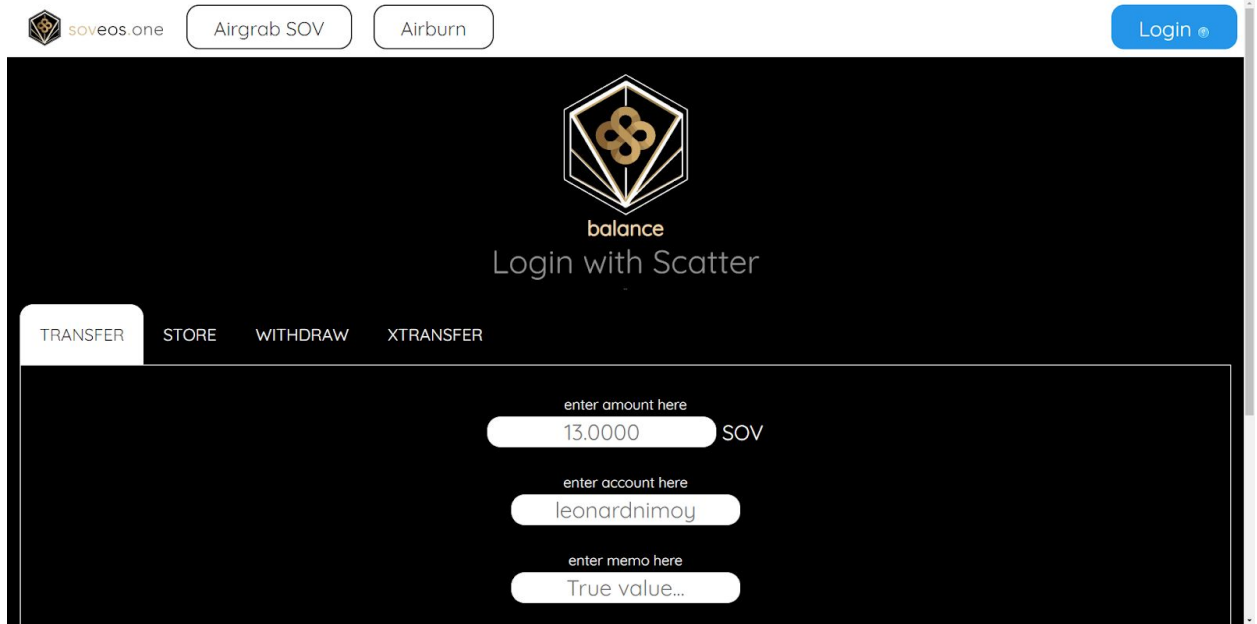 soveos.one Airgrab SOV Airburn Login
balance
Login with Scatter
-
TRANSFER STORE WITHDRAW XTRANSFER
enter amount here
13.0000 SOV
enter account here
leonardnimoy
enter memo here
True value...